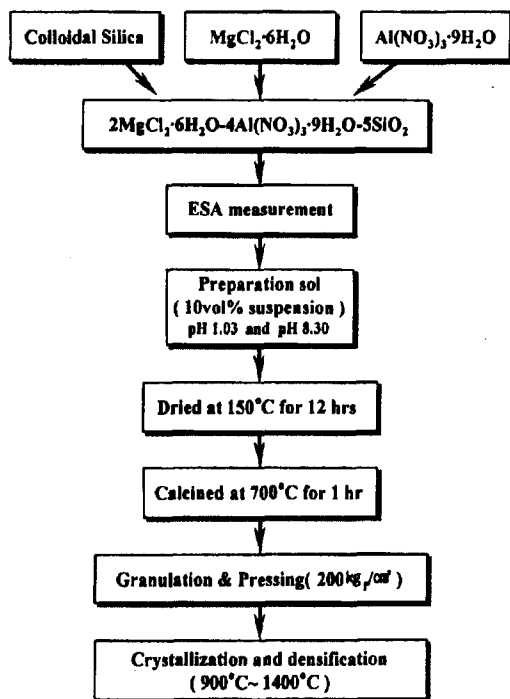 Colloidal Silica
MgCl₂·6H₂O
Al(NO₃)₃·9H₂O
2MgCl₂·6H₂O-4Al(NO₃)₃·9H₂O-5SiO₂
ESA measurement
Preparation sol
( 10vol% suspension )
pH 1.03 and pH 8.30
Dried at 150°C for 12 hrs
Calcined at 700°C for 1 hr
Granulation & Pressing( 200㎏f/㎠ )
Crystallization and densification
( 900°C~ 1400°C )